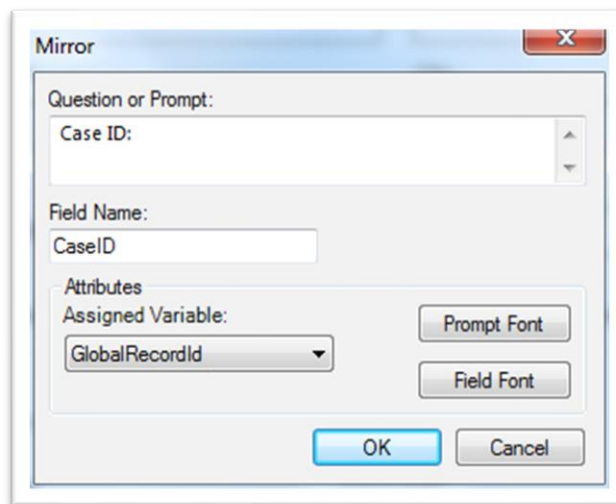 Mirror
Question or Prompt:
Case ID:
Field Name:
CaseID
Attributes
Assigned Variable:
GlobalRecordId
Prompt Font
Field Font
OK
Cancel